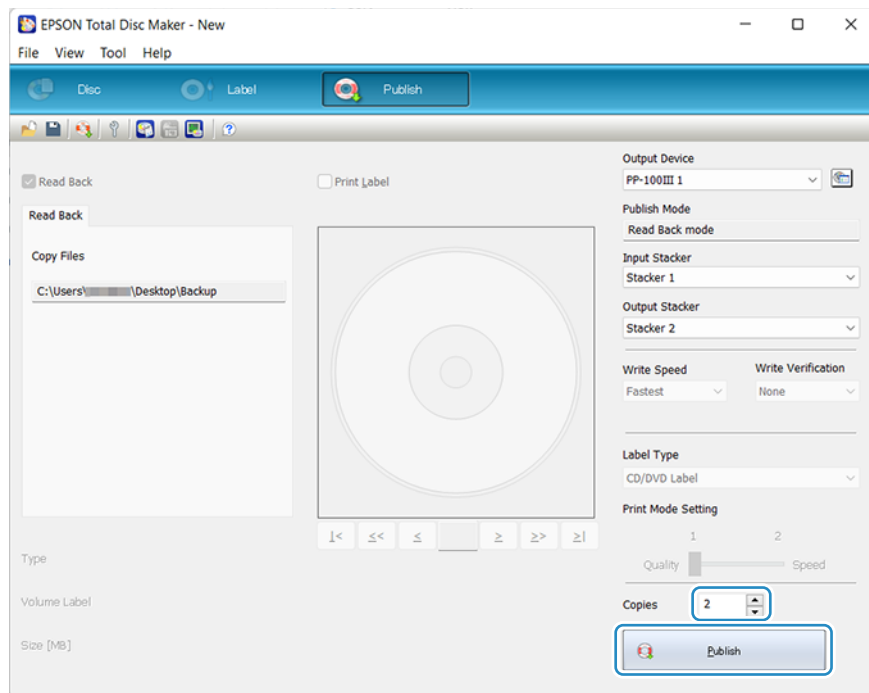 EPSON Total Disc Maker - New
File View Tool Help
Disc Label Publish
Read Back
Print Label
Read Back
Copy Files
C:\Users\ \Desktop\Backup
|< << < > >> >|
Type
Volume Label
Size [MB]
Output Device
PP-100III 1
Publish Mode
Read Back mode
Input Stacker
Stacker 1
Output Stacker
Stacker 2
Write Speed Write Verification
Fastest None
Label Type
CD/DVD Label
Print Mode Setting
1 2
Quality Speed
Copies 2
Publish